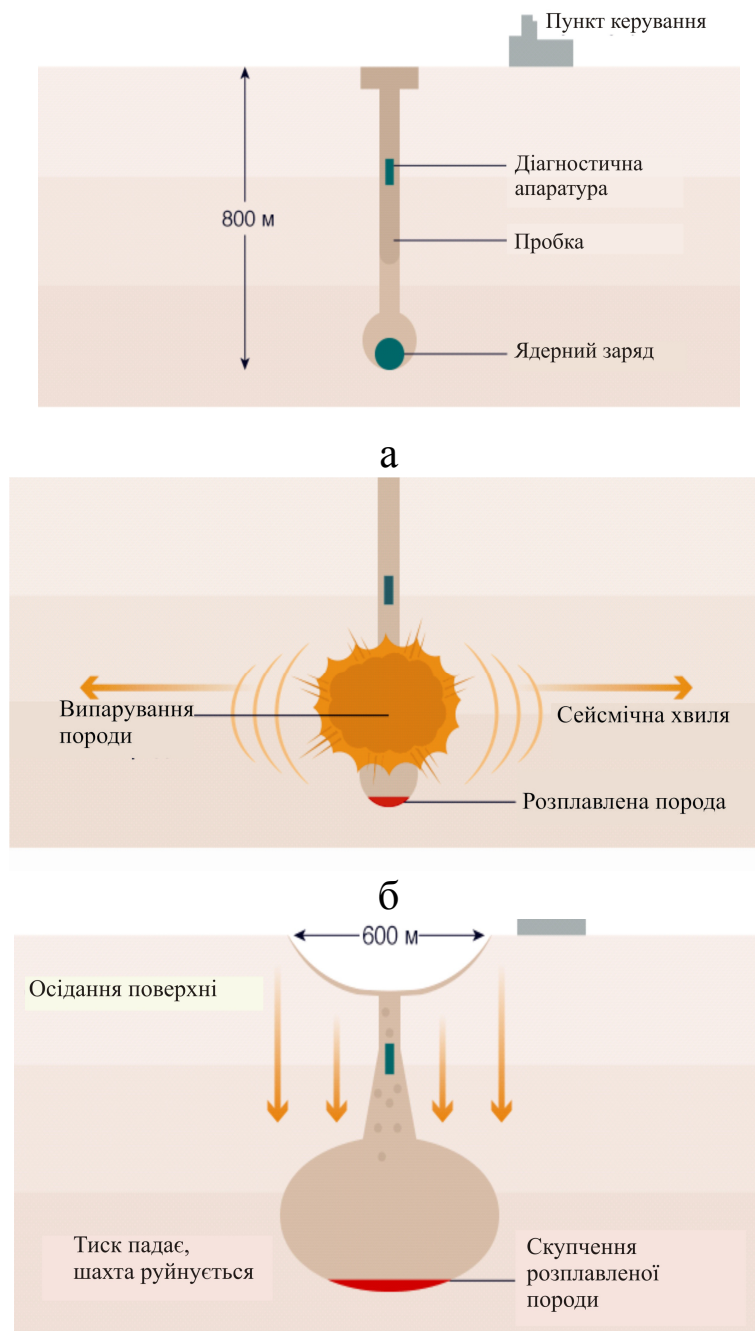 Пункт керування
Діагностична
апаратура
800 м
Пробка
Ядерний заряд
а
Випарування
породи
Сейсмічна хвиля
Розплавлена порода
б
600 м
Осідання поверхні
Тиск падає,
шахта руйнується
Скупчення
розплавленої
породи